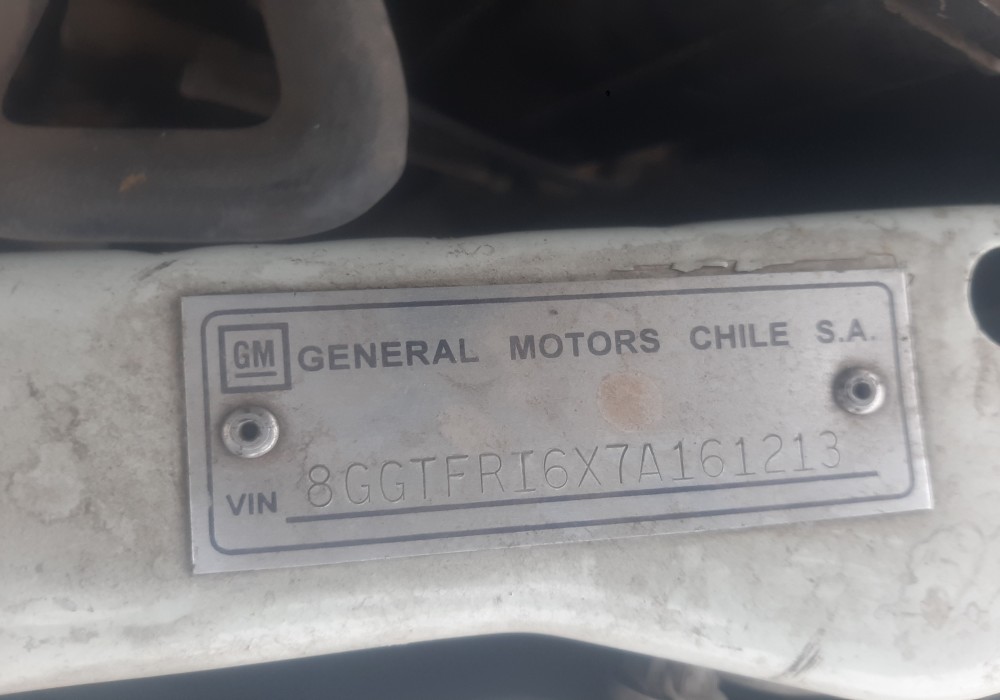 GM GENERAL MOTORS CHILE S.A.
VIN 8GGTFRI6X7A161213